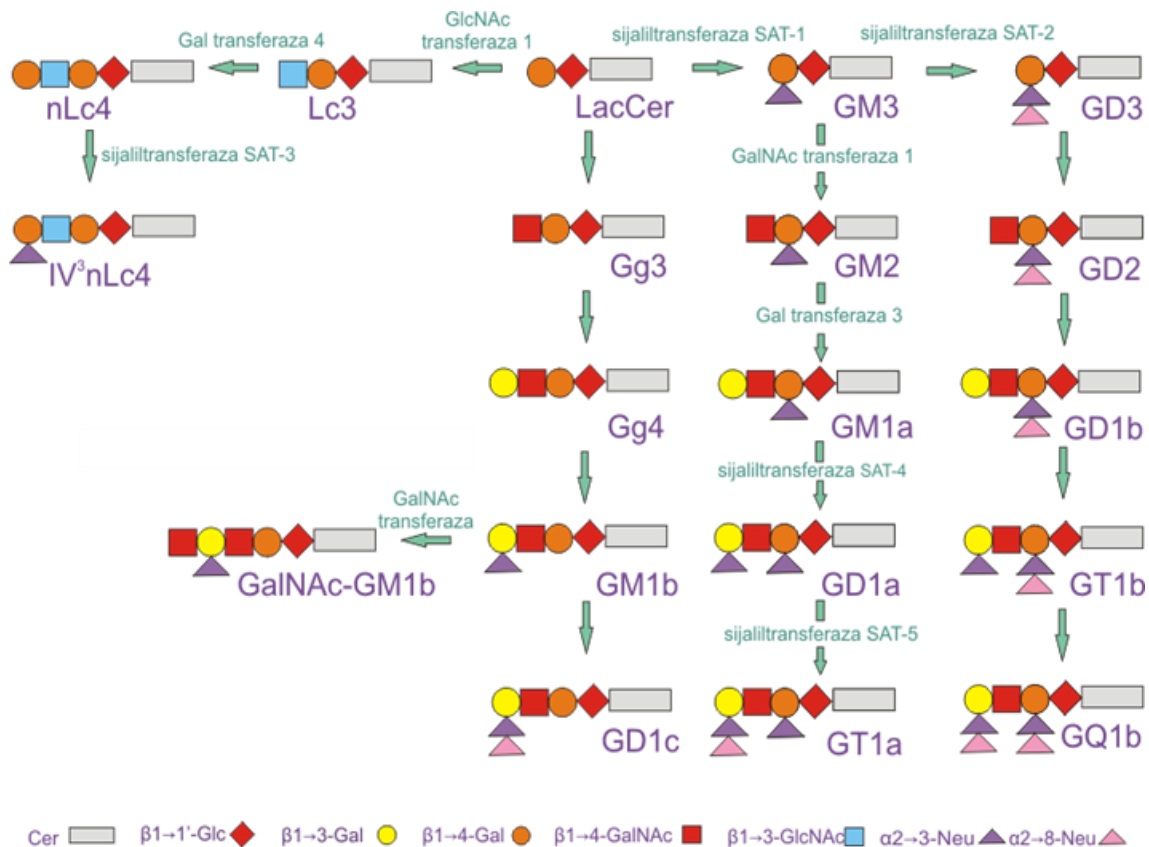 GlcNAc
transferaza 1
Gal transferaza 4
sijaliltransferaza SAT-1
sijaliltransferaza SAT-2
nLc4
Lc3
LacCer
GM3
GD3
sijaliltransferaza SAT-3
GalNAc transferaza 1
IV³nLc4
Gg3
GM2
GD2
Gal transferaza 3
Gg4
GM1a
GD1b
sijaliltransferaza SAT-4
GalNAc
transferaza
GalNAc-GM1b
GM1b
GD1a
GT1b
sijaliltransferaza SAT-5
GD1c
GT1a
GQ1b
Cer β1→1'-Glc β1→3-Gal β1→4-Gal β1→4-GalNAc β1→3-GlcNAc α2→3-Neu α2→8-Neu